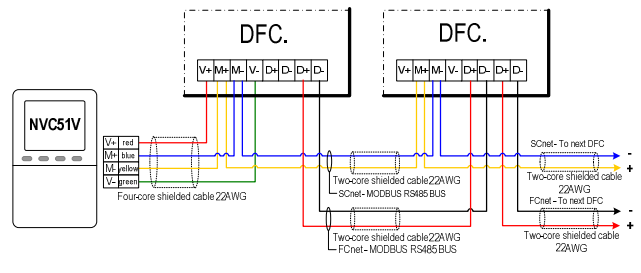 DFC.
DFC.
V+ M+ M- V- D+ D- D+ D-
V+ M+ M- V- D+ D- D+ D-
NVC51V
V+ red
M+ blue
M- yellow
V- green
Four-core shielded cable 22AWG
Two-core shielded cable 22AWG
SCnet- MODBUS RS485 BUS
SCnet- To next DFC
-
+
Two-core shielded cable
22AWG
FCnet- To next DFC
-
+
Two-core shielded cable
22AWG
Two-core shielded cable 22AWG
FCnet- MODBUS RS485 BUS